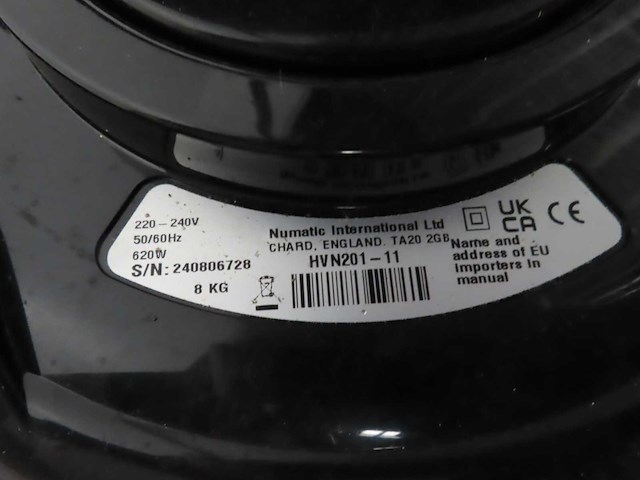 220-240V
50/60Hz
620W
S/N: 240806728
8 KG
Numatic International Ltd
CHARD, ENGLAND. TA20 2GB
HVN201-11
UK
CA
CE
Name and
address of EU
importers in
manual